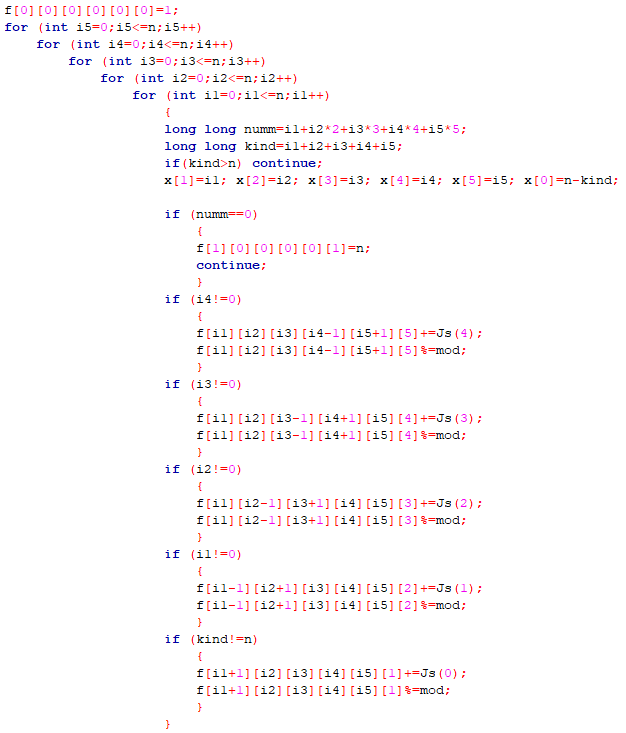 f[0][0][0][0][0][0]=1;
for (int i5=0;i5<=n;i5++)
for (int i4=0;i4<=n;i4++)
for (int i3=0;i3<=n;i3++)
for (int i2=0;i2<=n;i2++)
for (int i1=0;i1<=n;i1++)
{
long long numm=i1+i2*2+i3*3+i4*4+i5*5;
long long kind=i1+i2+i3+i4+i5;
if(kind>n) continue;
x[1]=i1; x[2]=i2; x[3]=i3; x[4]=i4; x[5]=i5; x[0]=n-kind;
if (numm==0)
{
f[1][0][0][0][0][1]=n;
continue;
}
if (i4!=0)
{
f[i1][i2][i3][i4-1][i5+1][5]+=Js(4);
f[i1][i2][i3][i4-1][i5+1][5]%=mod;
}
if (i3!=0)
{
f[i1][i2][i3-1][i4+1][i5][4]+=Js(3);
f[i1][i2][i3-1][i4+1][i5][4]%=mod;
}
if (i2!=0)
{
f[i1][i2-1][i3+1][i4][i5][3]+=Js(2);
f[i1][i2-1][i3+1][i4][i5][3]%=mod;
}
if (i1!=0)
{
f[i1-1][i2+1][i3][i4][i5][2]+=Js(1);
f[i1-1][i2+1][i3][i4][i5][2]%=mod;
}
if (kind!=n)
{
f[i1+1][i2][i3][i4][i5][1]+=Js(0);
f[i1+1][i2][i3][i4][i5][1]%=mod;
}
}